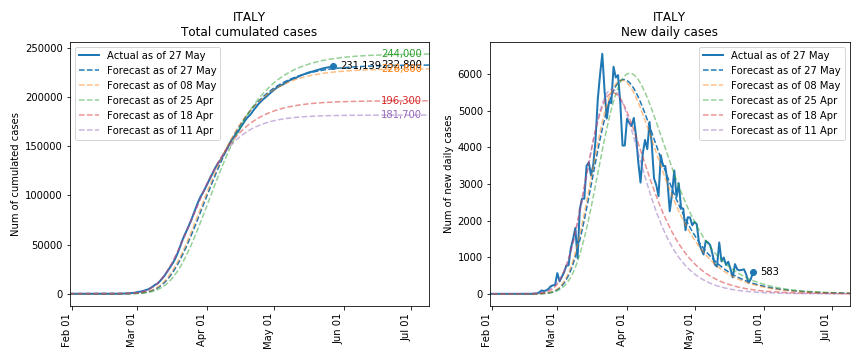 ITALY
Total cumulated cases
Num of cumulated cases
250000
200000
150000
100000
50000
0
Actual as of 27 May
Forecast as of 27 May
Forecast as of 08 May
Forecast as of 25 Apr
Forecast as of 18 Apr
Forecast as of 11 Apr
244,000
231,139
232,800
196,300
181,700
Feb 01
Mar 01
Apr 01
May 01
Jun 01
Jul 01
ITALY
New daily cases
Num of new daily cases
6000
5000
4000
3000
2000
1000
0
Actual as of 27 May
Forecast as of 27 May
Forecast as of 08 May
Forecast as of 25 Apr
Forecast as of 18 Apr
Forecast as of 11 Apr
583
Feb 01
Mar 01
Apr 01
May 01
Jun 01
Jul 01